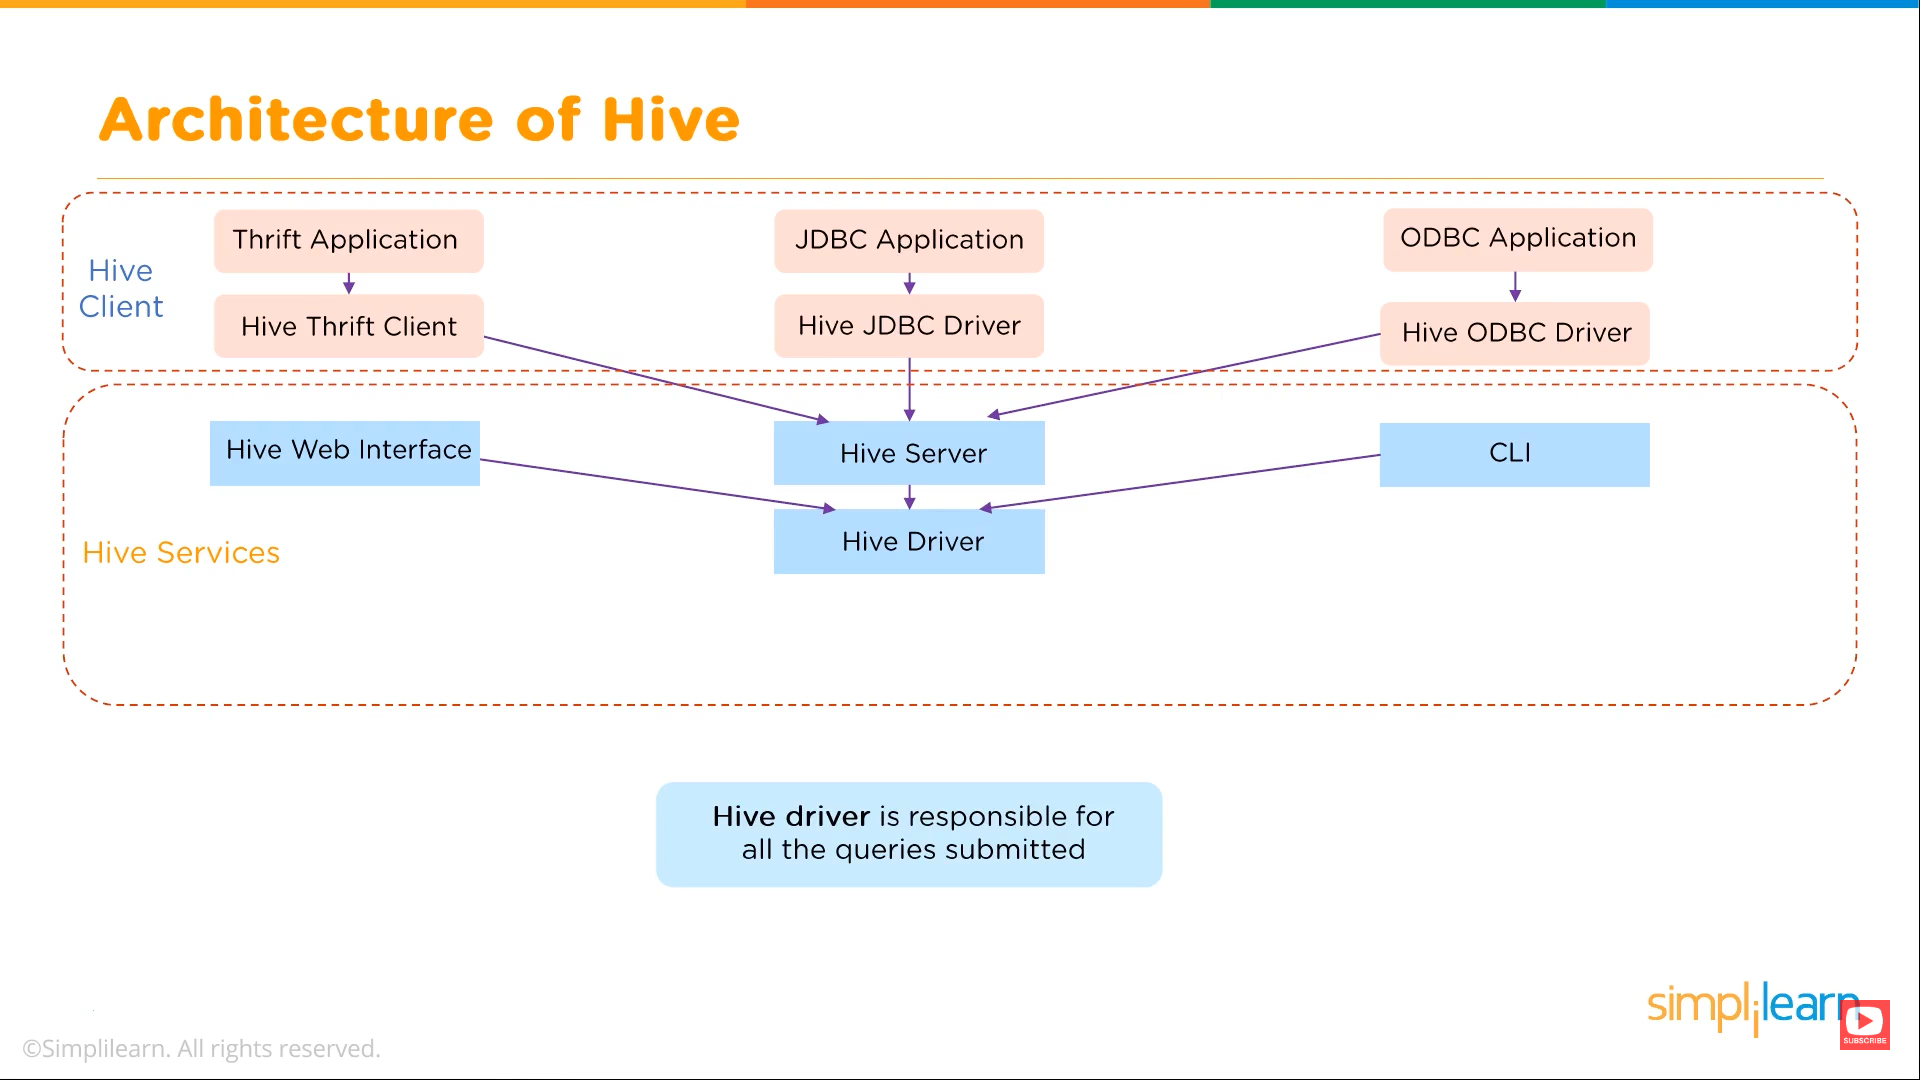 Architecture of Hive
Hive
Client
Thrift Application
JDBC Application
ODBC Application
Hive Thrift Client
Hive JDBC Driver
Hive ODBC Driver
Hive Web Interface
Hive Server
CLI
Hive Driver
Hive Services
Hive driver is responsible for
all the queries submitted
simplilearn
SUBSCRIBE
©Simplilearn. All rights reserved.